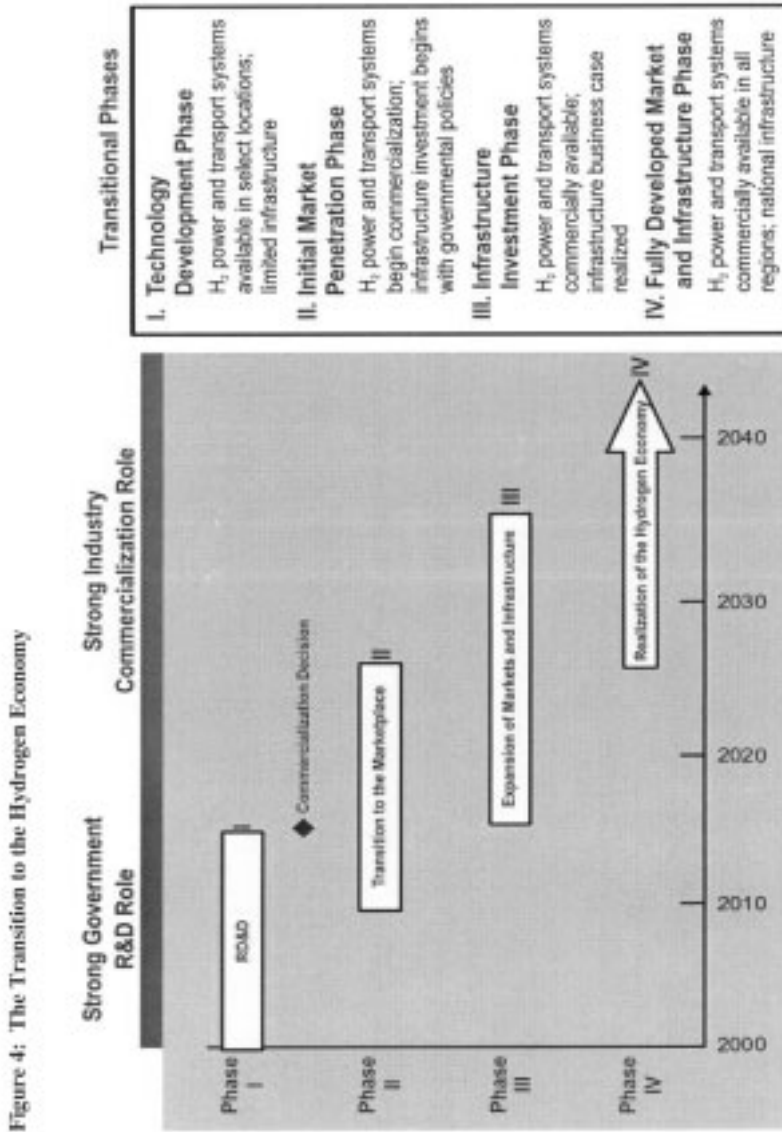 Figure 4: The Transition to the Hydrogen Economy
Strong Government
R&D Role
Strong Industry
Commercialization Role
Phase
I
RD&D
I
Commercialization Decision
Phase
II
Transition to the Marketplace
II
Phase
III
Expansion of Markets and Infrastructure
III
Phase
IV
Realization of the Hydrogen Economy
IV
2000
2010
2020
2030
2040
Transitional Phases
I. Technology
Development Phase
H₂ power and transport systems
available in select locations;
limited infrastructure
II. Initial Market
Penetration Phase
H₂ power and transport systems
begin commercialization;
infrastructure investment begins
with governmental policies
III. Infrastructure
Investment Phase
H₂ power and transport systems
commercially available;
infrastructure business case
realized
IV. Fully Developed Market
and Infrastructure Phase
H₂ power and transport systems
commercially available in all
regions; national infrastructure